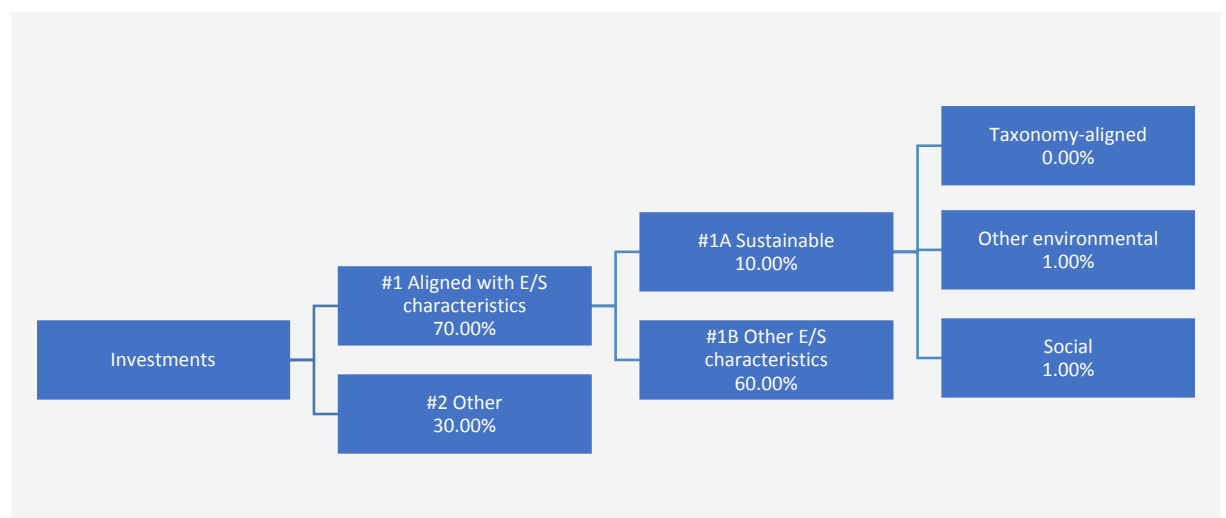 Investments
#1 Aligned with E/S
characteristics
70.00%
#2 Other
30.00%
#1A Sustainable
10.00%
#1B Other E/S
characteristics
60.00%
Taxonomy-aligned
0.00%
Other environmental
1.00%
Social
1.00%